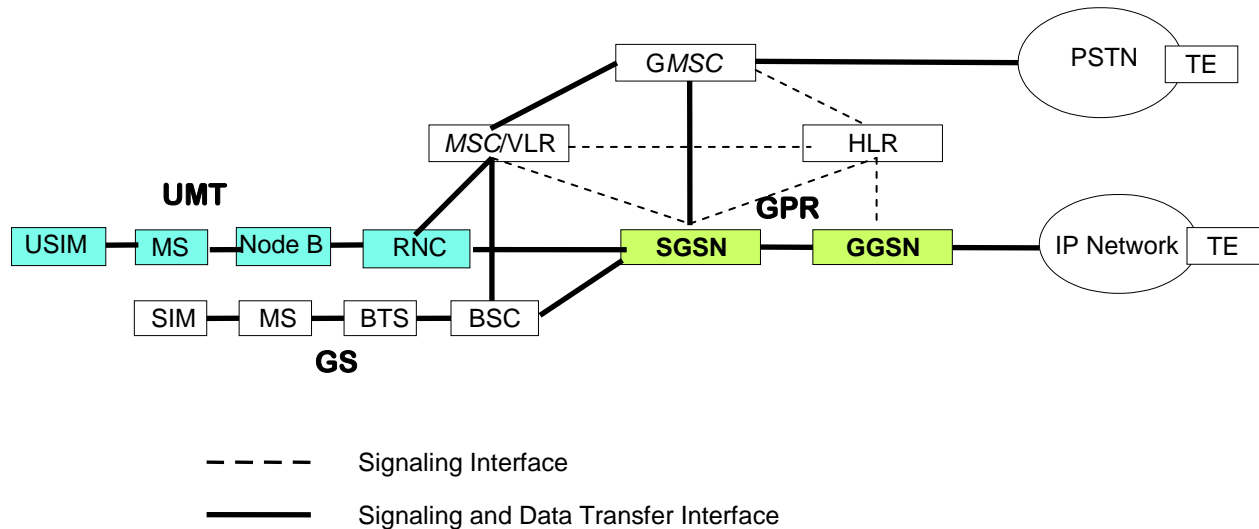 GMSC
PSTN
TE
MSC/VLR
HLR
UMT
GPR
USIM
MS
Node B
RNC
SGSN
GGSN
IP Network
TE
SIM
MS
BTS
BSC
GS
Signaling Interface
Signaling and Data Transfer Interface